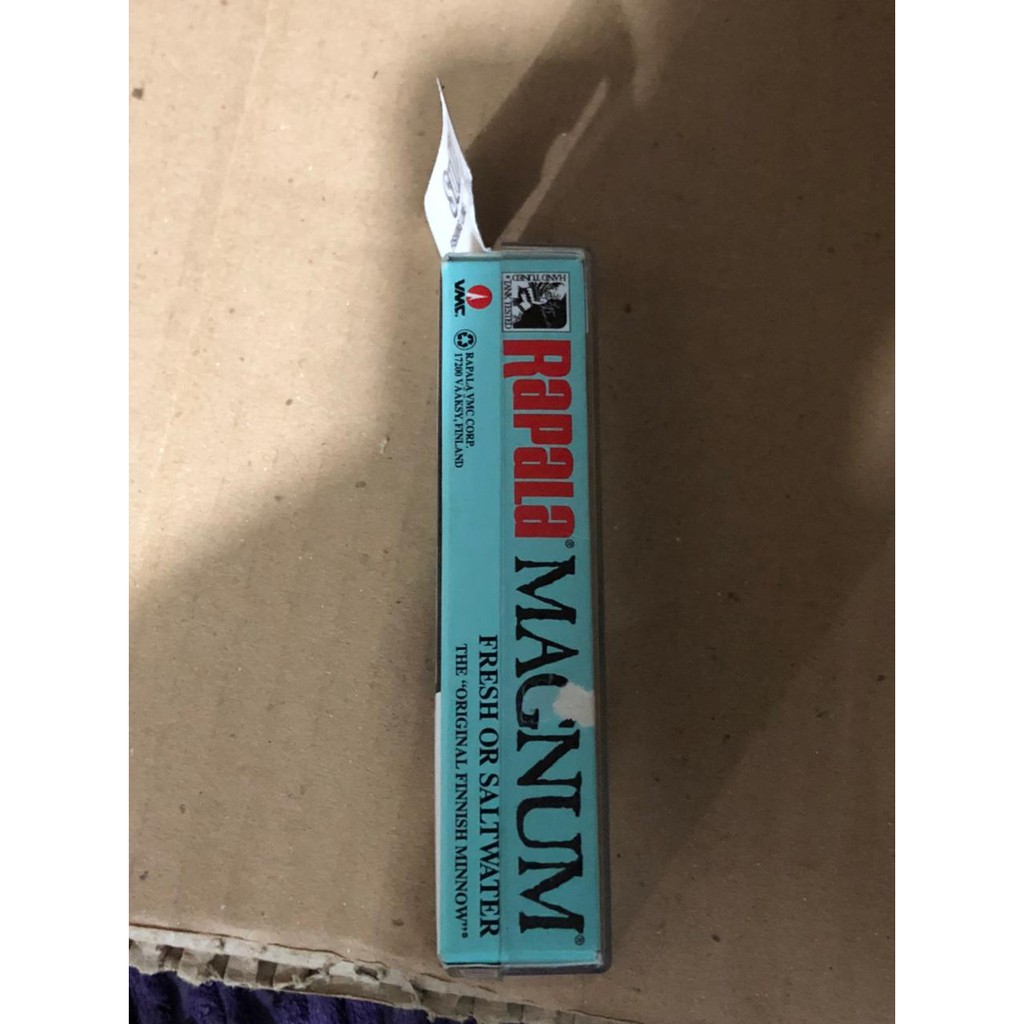 HAND TUNED
• TANK TESTED
RAPALA® MAGNUM®
FRESH OR SALTWATER
THE "ORIGINAL FINNISH MINNOW"®
VMC.
RAPALA VMC CORP.
17200 VÄÄKSY, FINLAND